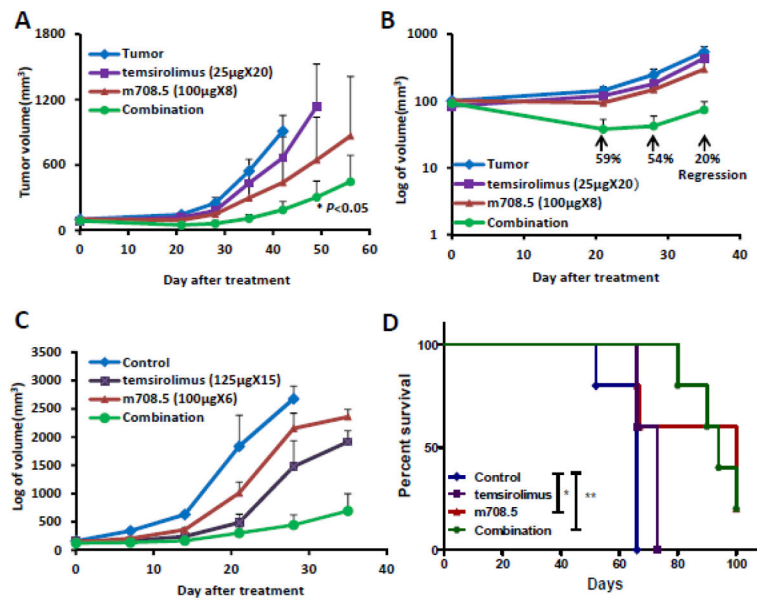 A
Tumor volume(mm³)
1800
1200
600
0
Tumor
temsirolimus (25μgX20)
m708.5 (100μgX8)
Combination
* P<0.05
0 10 20 30 40 50 60
Day after treatment
B
Log of volume(mm³)
1000
100
10
1
59% 54% 20%
Regression
Tumor
temsirolimus (25μgX20)
m708.5 (100μgX8)
Combination
0 10 20 30 40
Day after treatment
C
Log of volume(mm³)
3500
3000
2500
2000
1500
1000
500
0
Control
temsirolimus (125μgX15)
m708.5 (100μgX6)
Combination
0 10 20 30 40
Day after treatment
D
Percent survival
100
50
0
Control
temsirolimus
m708.5
Combination
* **
0 20 40 60 80 100
Days